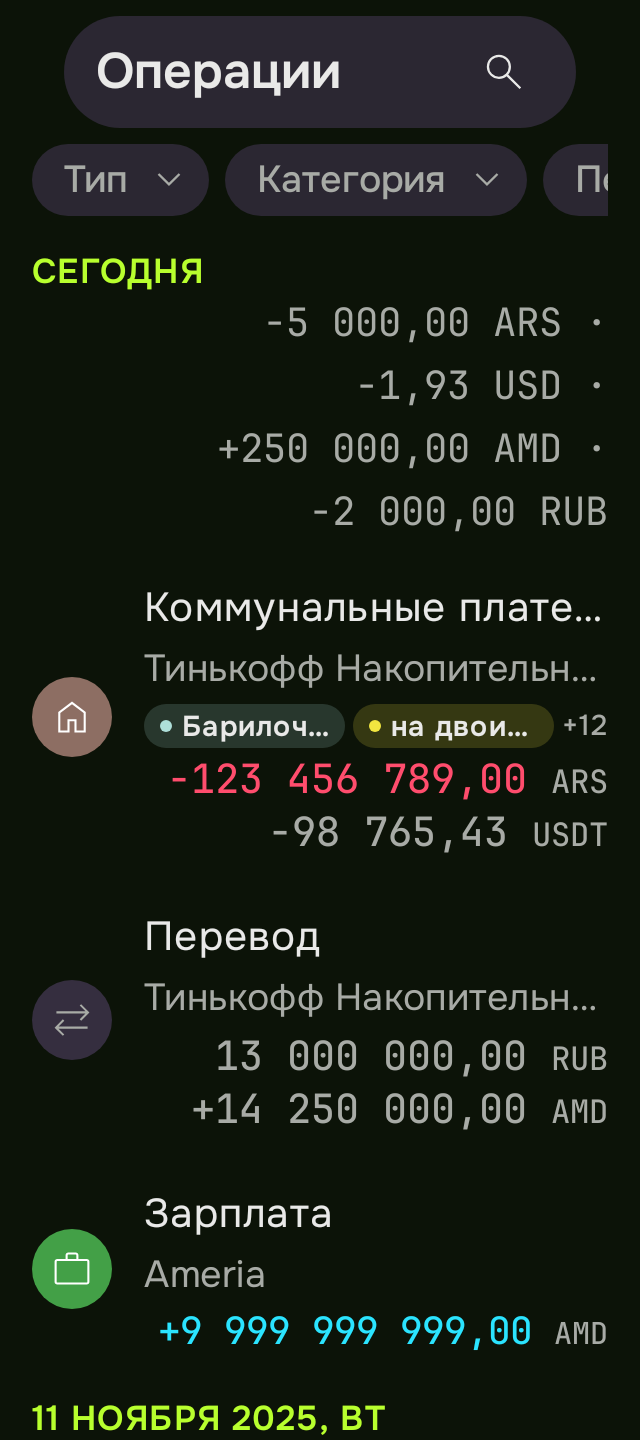 Операции
Тип
Категория
СЕГОДНЯ
-5 000,00 ARS ·
-1,93 USD ·
+250 000,00 AMD ·
-2 000,00 RUB
Коммунальные плате...
Тинькофф Накопительн...
Барилоч... на двои... +12
-123 456 789,00 ARS
-98 765,43 USDT
Перевод
Тинькофф Накопительн...
13 000 000,00 RUB
+14 250 000,00 AMD
Зарплата
Ameria
+9 999 999 999,00 AMD
11 НОЯБРЯ 2025, ВТ